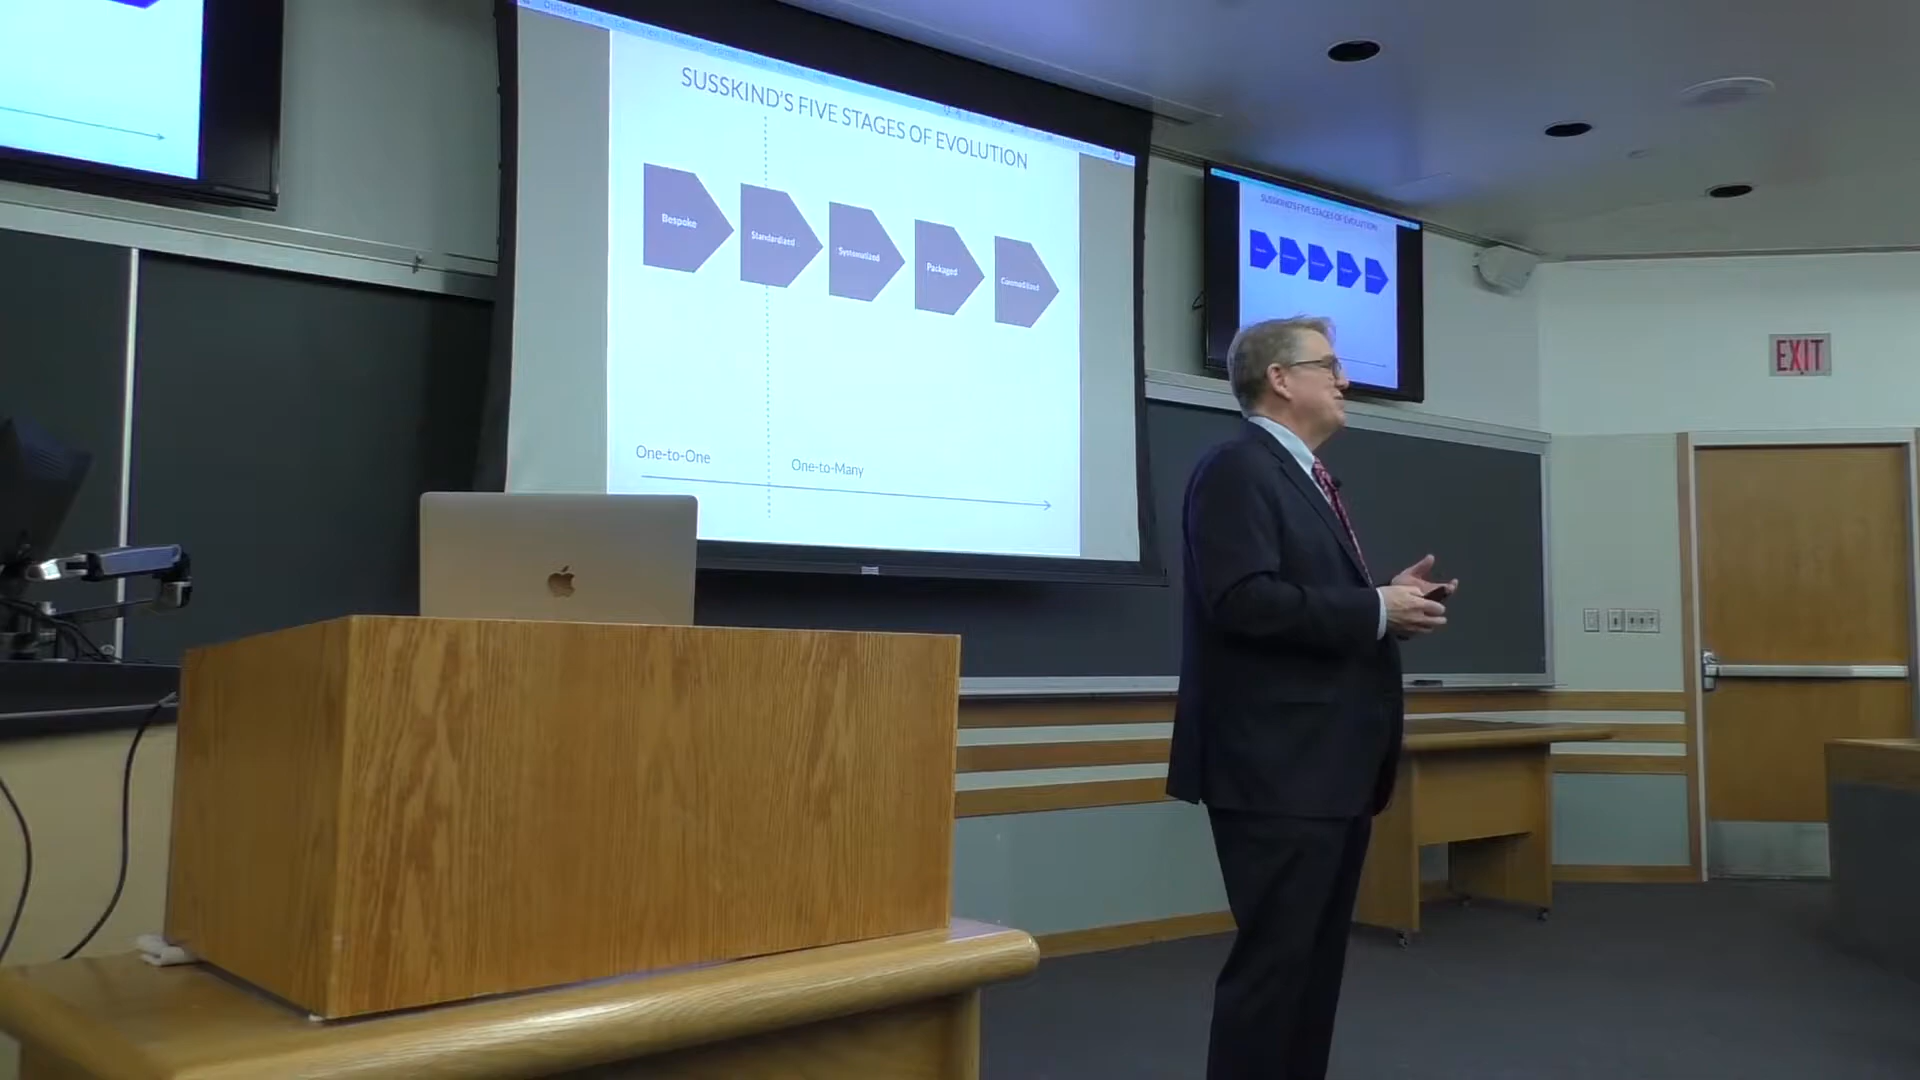 Outlook
SUSSKIND'S FIVE STAGES OF EVOLUTION
Bespoke
Standardized
Systematized
Packaged
Commoditized
One-to-One
One-to-Many
SUSSKIND'S FIVE STAGES OF EVOLUTION
EXIT